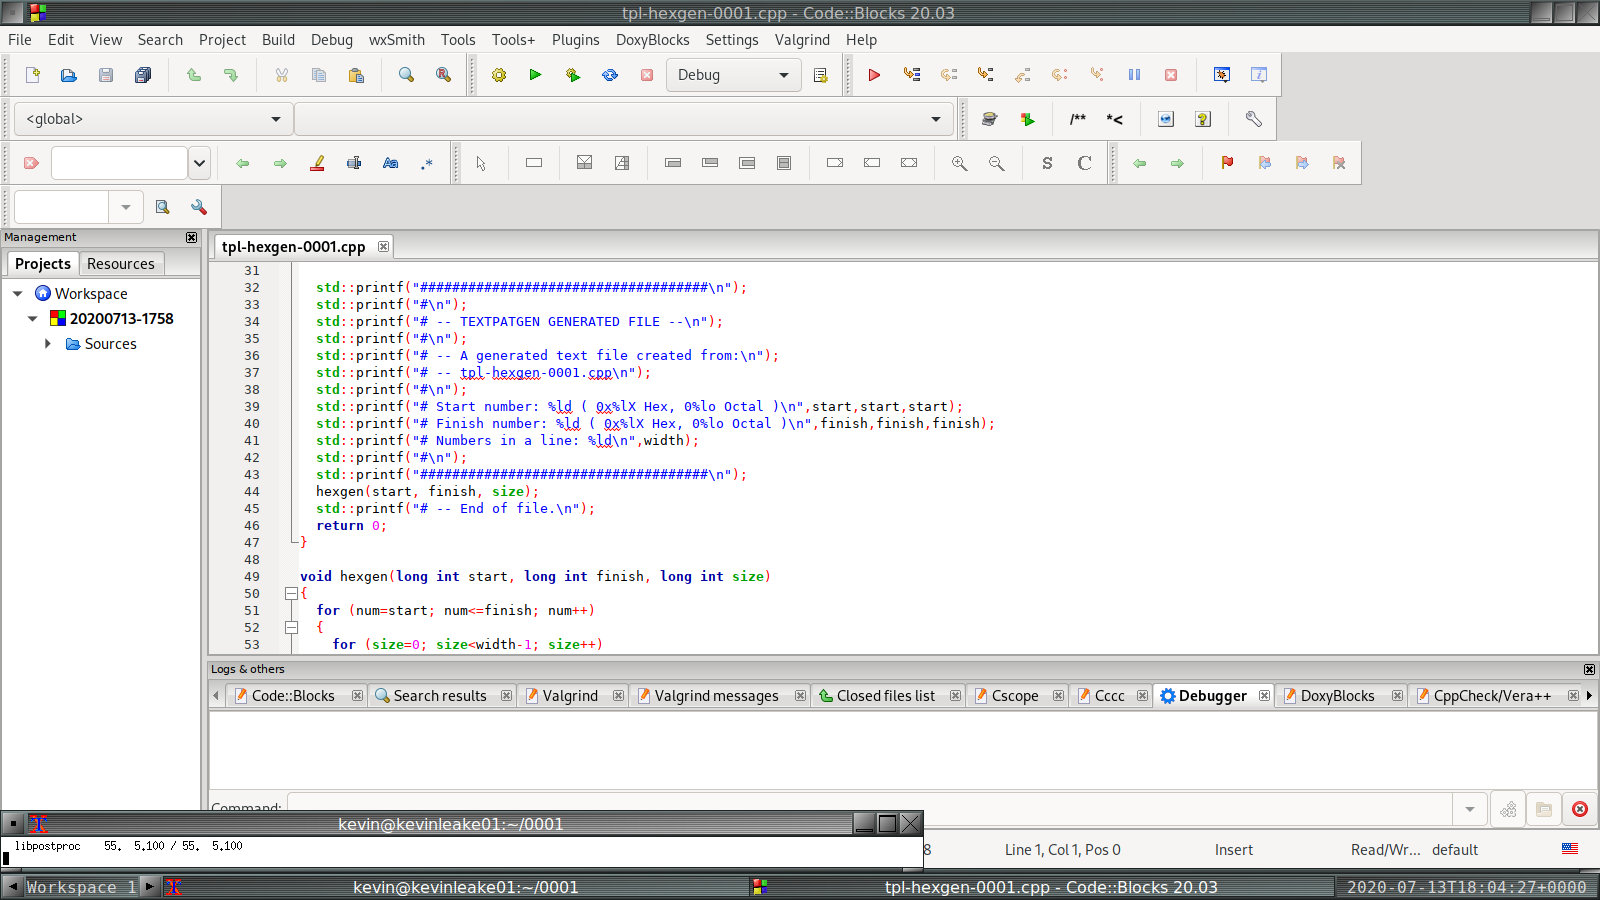 tpl-hexgen-0001.cpp - Code::Blocks 20.03
File Edit View Search Project Build Debug wxSmith Tools Tools+ Plugins DoxyBlocks Settings Valgrind Help
Debug
<global>
/** *<
Aa .*
S C
Management
Projects Resources
Workspace
20200713-1758
Sources
tpl-hexgen-0001.cpp
31
32 std::printf("####################################\n");
33 std::printf("#\n");
34 std::printf("# -- TEXTPATGEN GENERATED FILE --\n");
35 std::printf("#\n");
36 std::printf("# -- A generated text file created from:\n");
37 std::printf("# -- tpl-hexgen-0001.cpp\n");
38 std::printf("#\n");
39 std::printf("# Start number: %ld ( 0x%lX Hex, 0%lo Octal )\n",start,start,start);
40 std::printf("# Finish number: %ld ( 0x%lX Hex, 0%lo Octal )\n",finish,finish,finish);
41 std::printf("# Numbers in a line: %ld\n",width);
42 std::printf("#\n");
43 std::printf("####################################\n");
44 hexgen(start, finish, size);
45 std::printf("# -- End of file.\n");
46 return 0;
47 }
48
49 void hexgen(long int start, long int finish, long int size)
50 {
51 for (num=start; num<=finish; num++)
52 {
53 for (size=0; size<width-1; size++)
Logs & others
Code::Blocks Search results Valgrind Valgrind messages Closed files list Cscope Cccc Debugger DoxyBlocks CppCheck/Vera++
Command:
kevin@kevinleake01:~/0001
libpostproc 55. 5.100 / 55. 5.100
8 Line 1, Col 1, Pos 0 Insert Read/Wr... default
Workspace 1 kevin@kevinleake01:~/0001 tpl-hexgen-0001.cpp - Code::Blocks 20.03 2020-07-13T18:04:27+0000